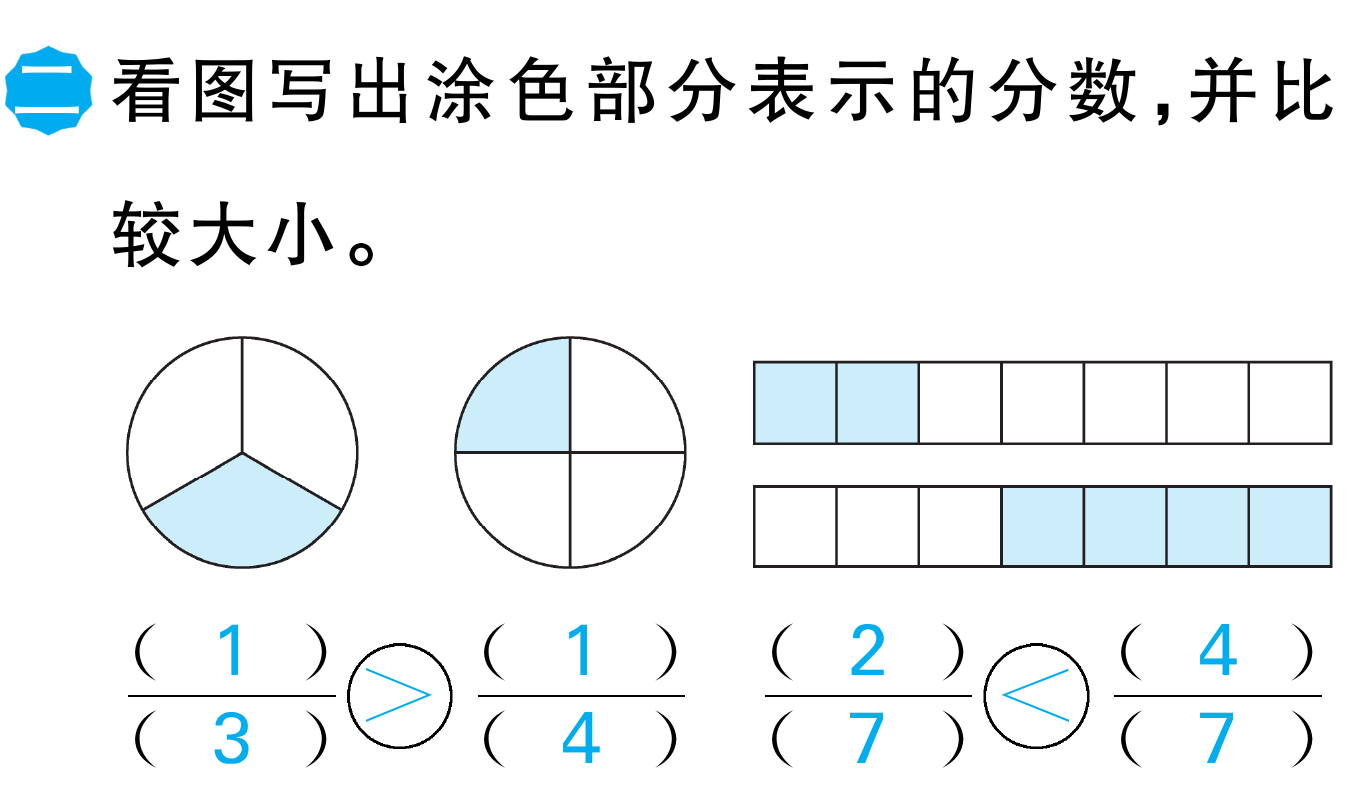 二 看图写出涂色部分表示的分数,并比
较大小。
( 1 ) ( 1 ) ( 2 ) ( 4 )
> <
( 3 ) ( 4 ) ( 7 ) ( 7 )